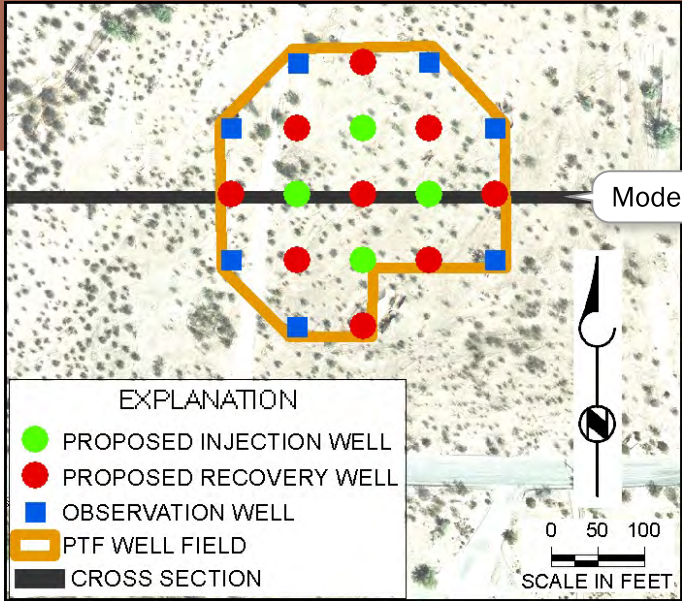 Mode
EXPLANATION
PROPOSED INJECTION WELL
PROPOSED RECOVERY WELL
OBSERVATION WELL
PTF WELL FIELD
CROSS SECTION
N
0 50 100
SCALE IN FEET